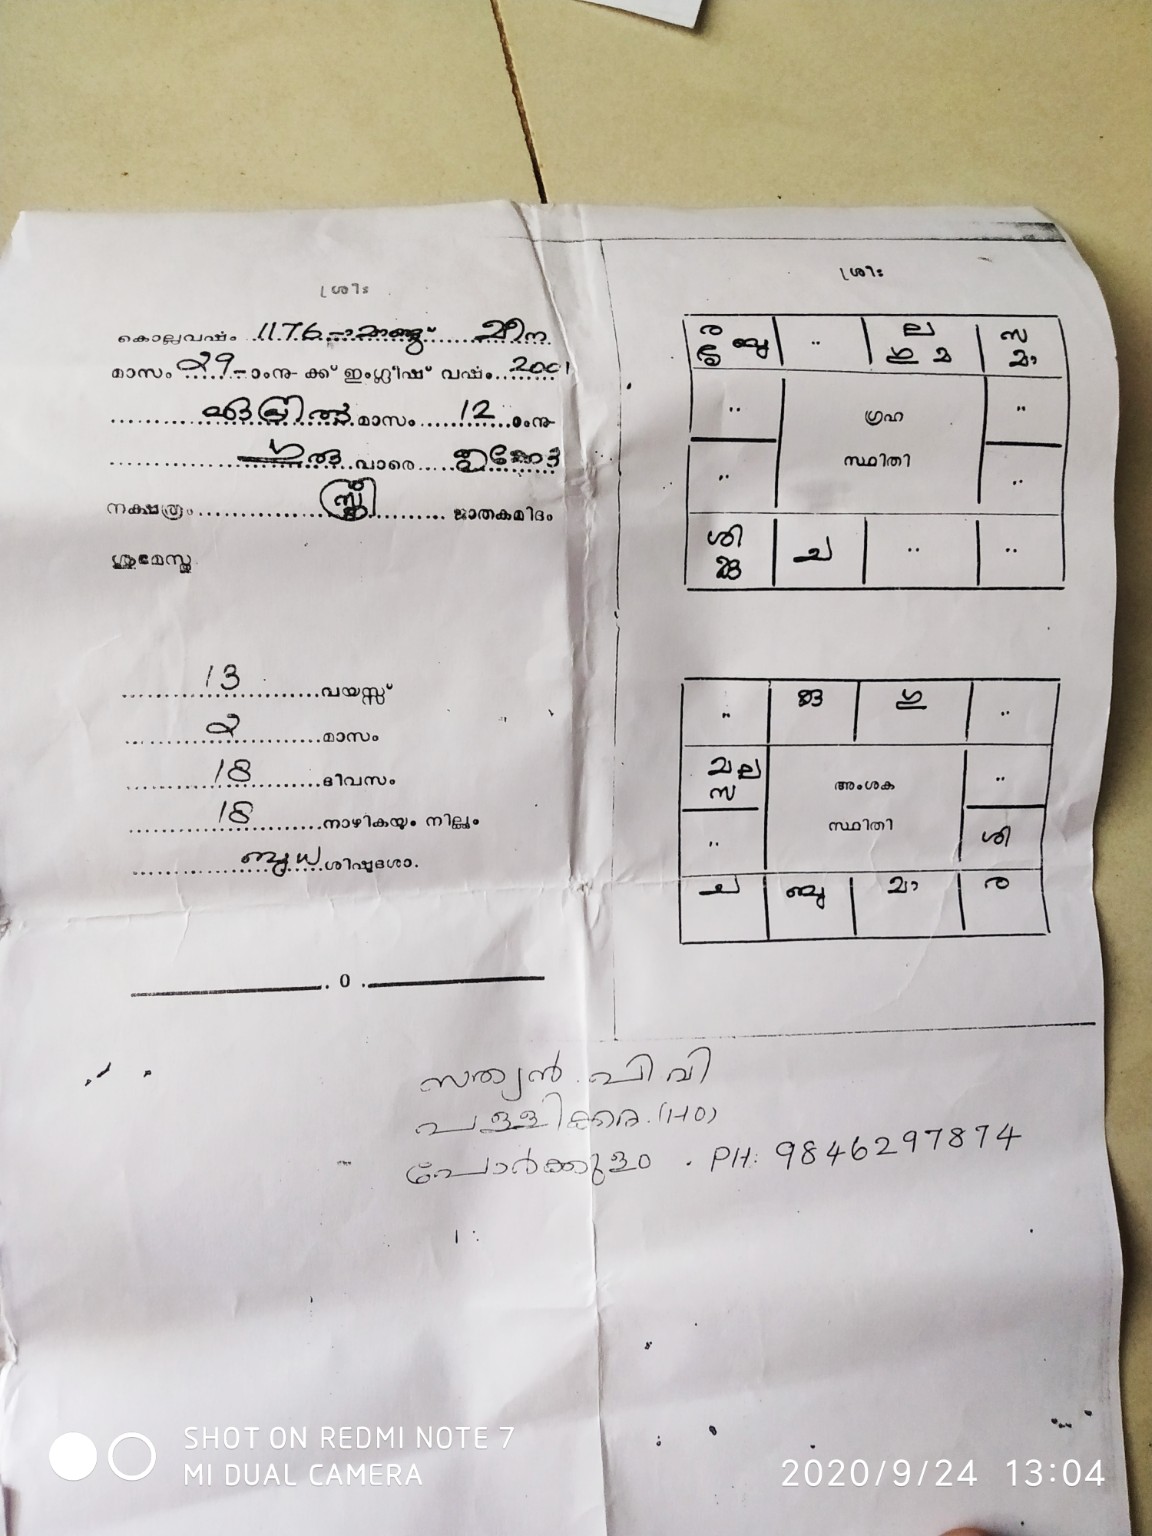 ശ്രീഃ
കൊല്ലവർഷം 1176-ാമാണ്ടു് മീന
മാസം 29-ാംനു- ക്ക് ഇംഗ്ലീഷ് വർഷം 2001
ഏപ്രിൽ മാസം 12 ാംനു-
ഗുരു വാരെ തൃക്കേട്ട
നക്ഷത്രം സ്ത്രീ ജാതകമിദം
ശുഭമസ്തു
13 വയസ്സ്
2 മാസം
18 ദിവസം
18 നാഴികയും നില്പും
ബുധ ശിഷ്ടദശാ.
0
ശ്രീഃ
ര ബു
ല
ഗു മ
സ
മാ
ഗ്രഹ
സ്ഥിതി
ശി
ച
ഗു
മ ല
സ
അംശക
സ്ഥിതി
ശി
ച ബു മാ ര
സത്യൻ പി വി
പള്ളിക്കരെ (HO)
പോർക്കുളം . PH: 9846297874
SHOT ON REDMI NOTE 7
MI DUAL CAMERA
2020/9/24 13:04